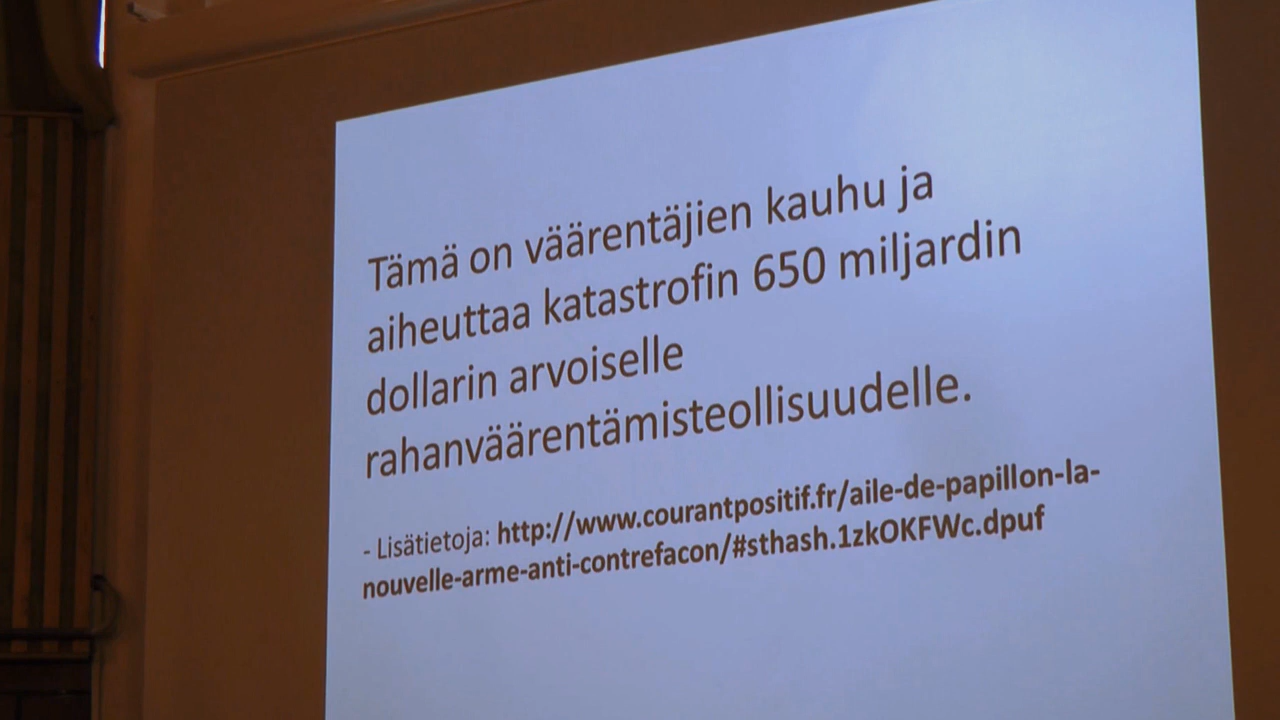 Tämä on väärentäjien kauhu ja
aiheuttaa katastrofin 650 miljardin
dollarin arvoiselle
rahanväärentämisteollisuudelle.
- Lisätietoja: http://www.courantpositif.fr/aile-de-papillon-la-
nouvelle-arme-anti-contrefacon/#sthash.1zkOKFWc.dpuf